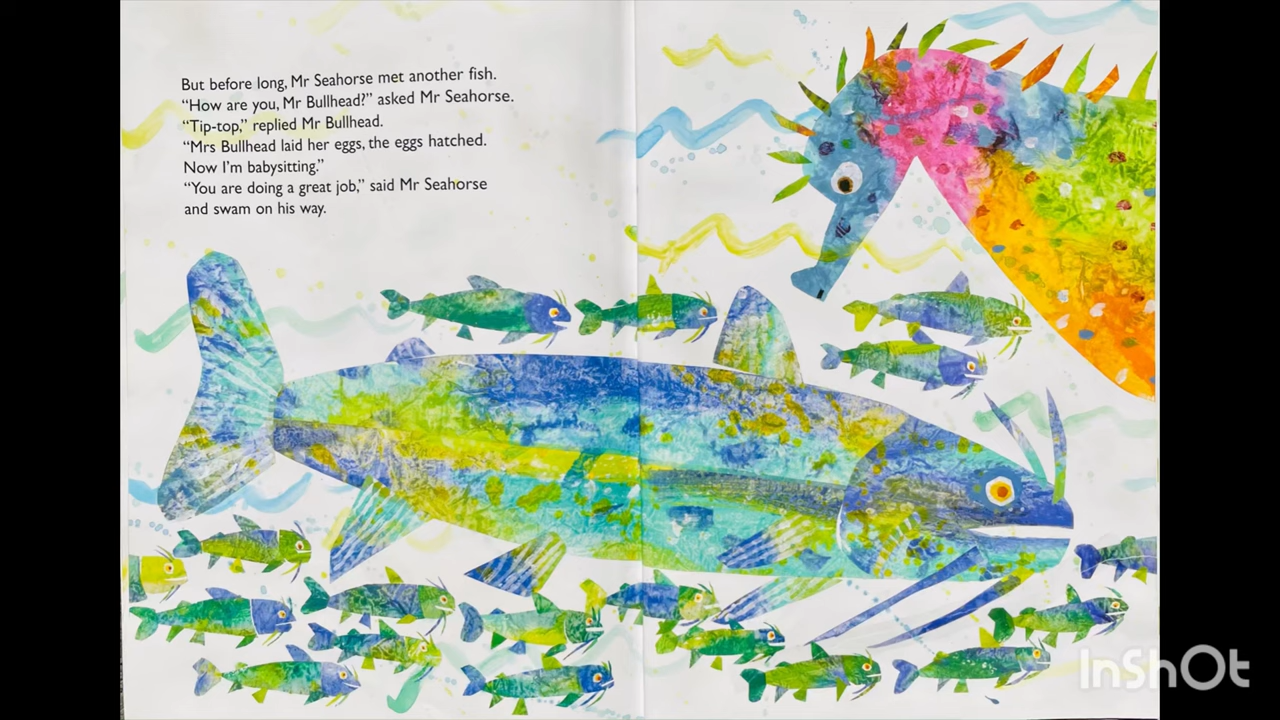 But before long, Mr Seahorse met another fish.
“How are you, Mr Bullhead?” asked Mr Seahorse.
“Tip-top,” replied Mr Bullhead.
“Mrs Bullhead laid her eggs, the eggs hatched.
Now I’m babysitting.”
“You are doing a great job,” said Mr Seahorse
and swam on his way.
InShOt